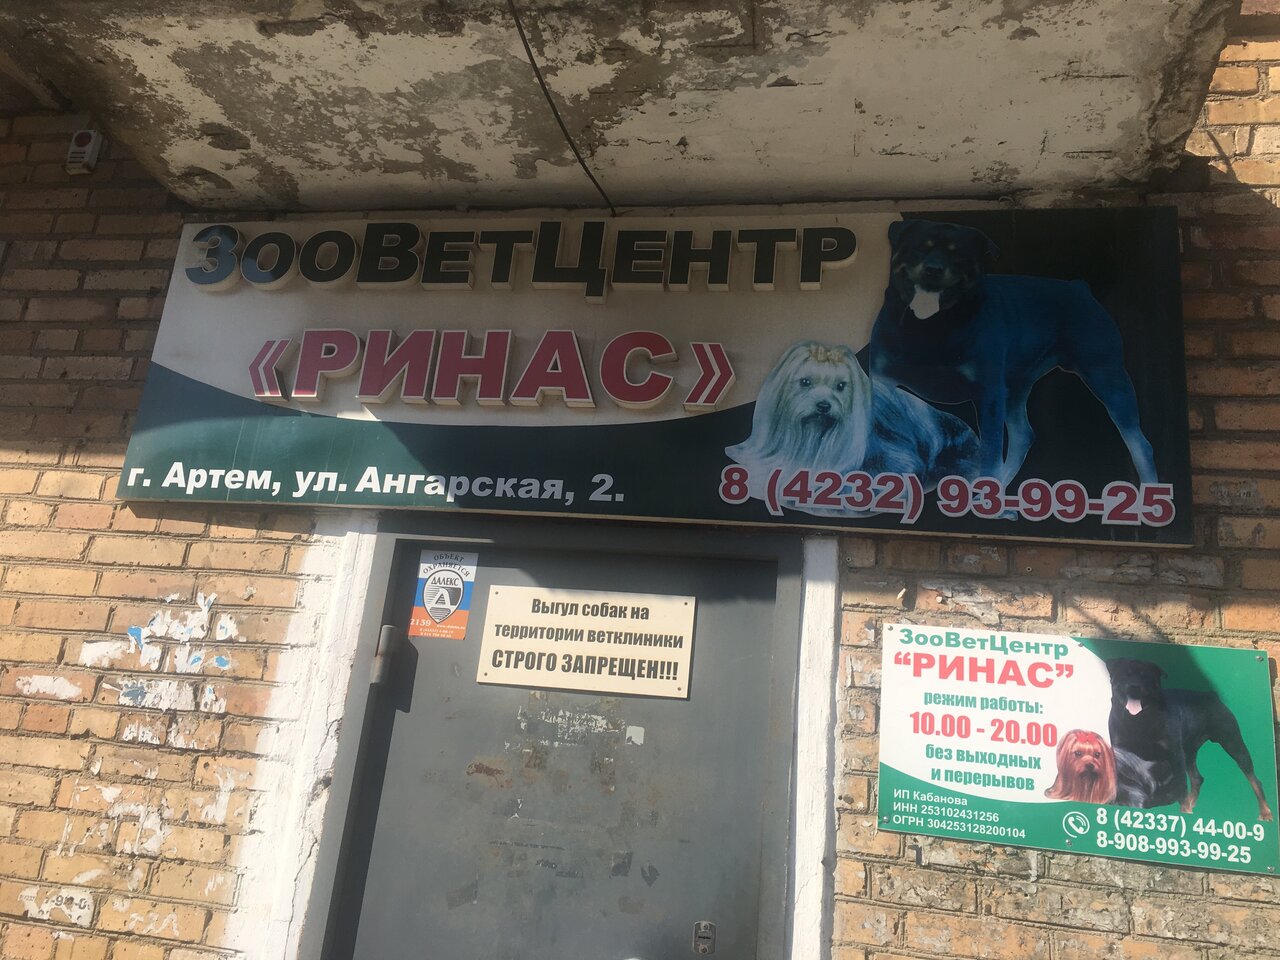 ЗооВетЦентр
«РИНАС»
г. Артем, ул. Ангарская, 2.
8 (4232) 93-99-25
ОБЪЕКТ
ОХРАНЯЕТСЯ
ДАЛЕКС
2139
Выгул собак на
территории ветклиники
СТРОГО ЗАПРЕЩЕН!!!
ЗооВетЦентр
“РИНАС”
режим работы:
10.00 - 20.00
без выходных
и перерывов
ИП Кабанова
ИНН 253102431256
ОГРН 304253128200104
8 (42337) 44-00-9
8-908-993-99-25